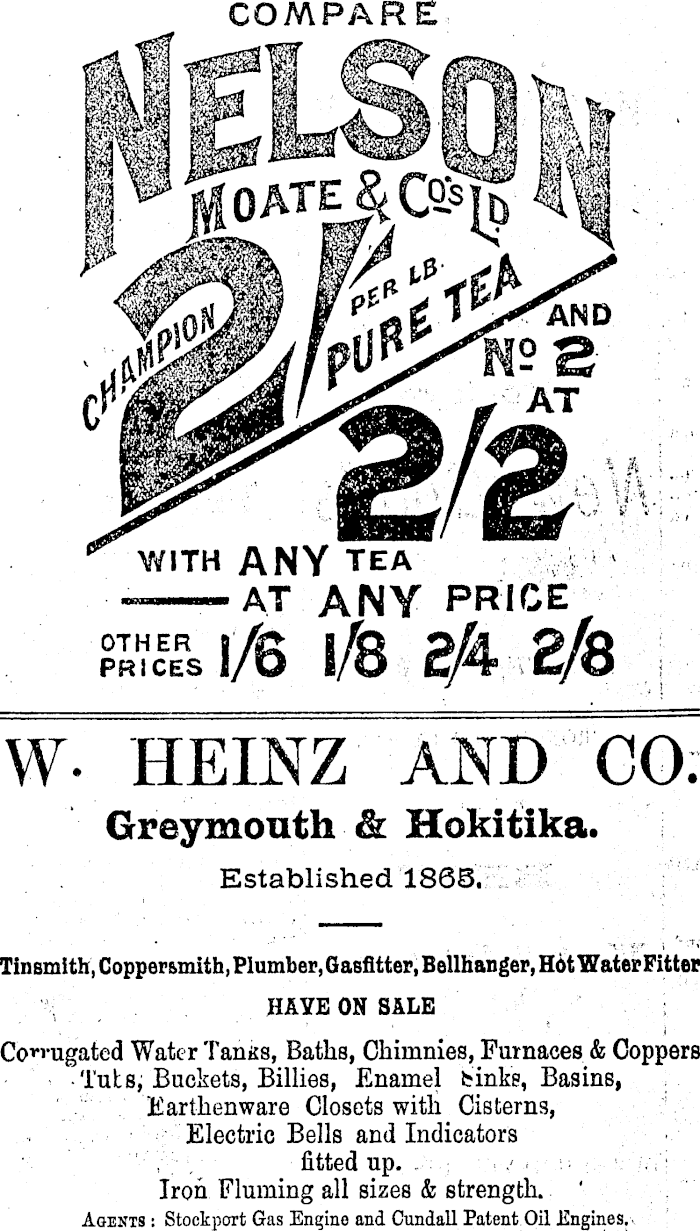 COMPARE
NELSON
MOATE & CO'S LD.
CHAMPION 2/- PER LB.
PURE TEA
AND
No 2
AT
2/2
WITH ANY TEA
AT ANY PRICE
OTHER PRICES 1/6 1/8 2/4 2/8
W. HEINZ AND CO.
Greymouth & Hokitika.
Established 1865.
Tinsmith, Coppersmith, Plumber, Gasfitter, Bellhanger, Hot Water Fitter
HAVE ON SALE
Corrugated Water Tanks, Baths, Chimnies, Furnaces & Coppers
Tubs, Buckets, Billies, Enamel Sinks, Basins,
Earthenware Closets with Cisterns,
Electric Bells and Indicators
fitted up.
Iron Fluming all sizes & strength.
AGENTS: Stockport Gas Engine and Cundall Patent Oil Engines,